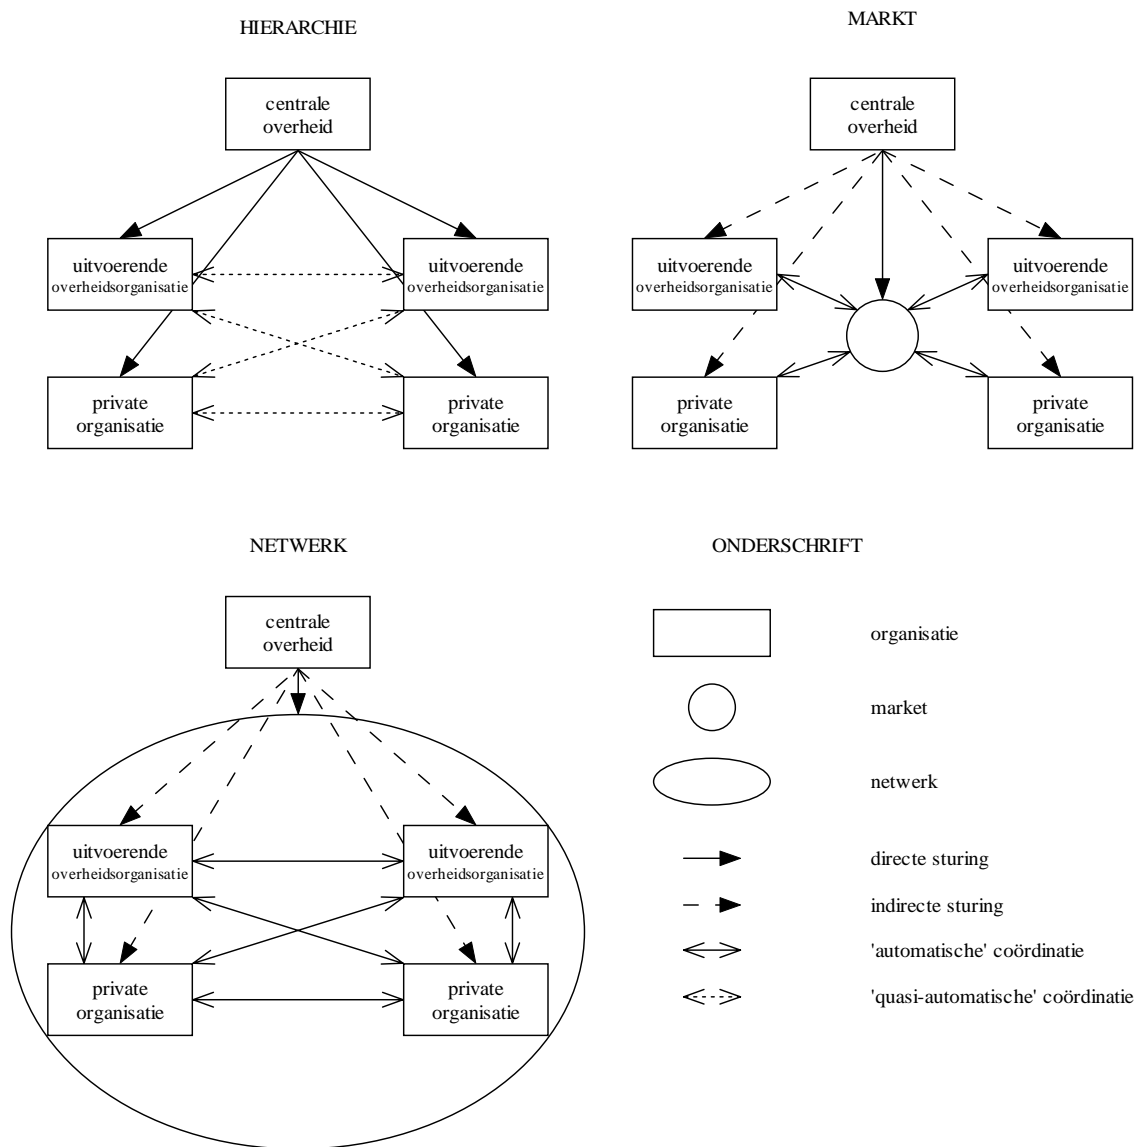 HIERARCHIE
centrale
overheid
uitvoerende
overheidsorganisatie
uitvoerende
overheidsorganisatie
private
organisatie
private
organisatie
MARKT
centrale
overheid
uitvoerende
overheidsorganisatie
uitvoerende
overheidsorganisatie
private
organisatie
private
organisatie
NETWERK
centrale
overheid
uitvoerende
overheidsorganisatie
uitvoerende
overheidsorganisatie
private
organisatie
private
organisatie
ONDERSCHRIFT
organisatie
market
netwerk
directe sturing
indirecte sturing
'automatische' coördinatie
'quasi-automatische' coördinatie